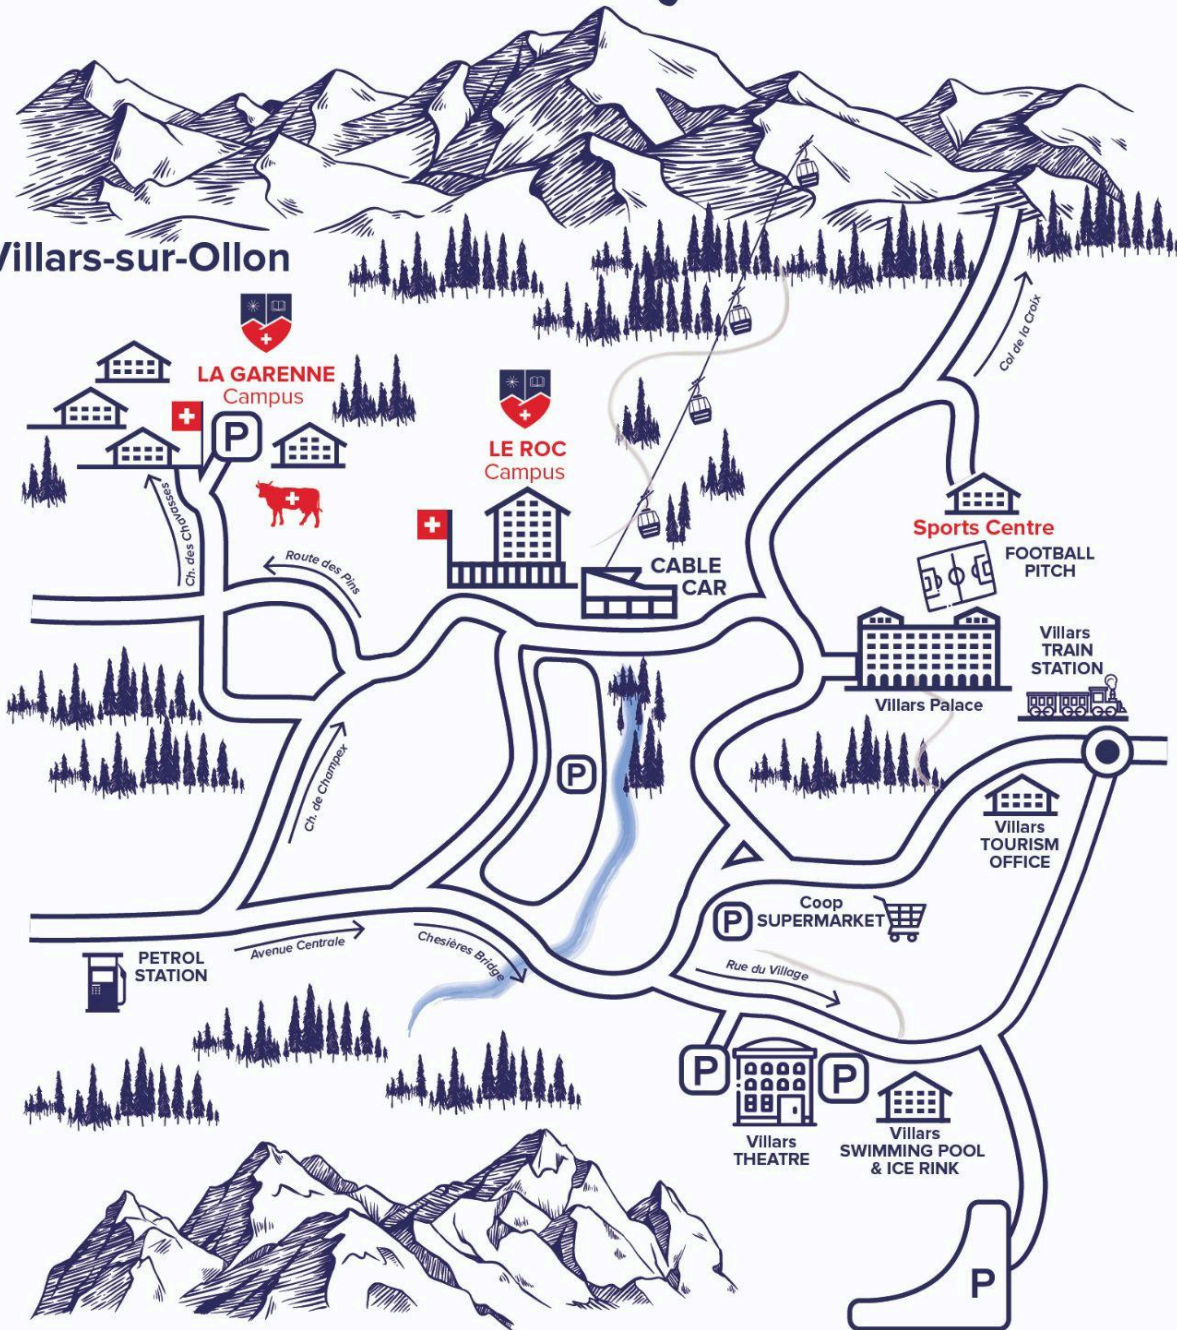 Villars-sur-Ollon
LA GARENNE
Campus
P
LE ROC
Campus
Col de la Croix
Ch. des Chavasses
Route des Pins
CABLE
CAR
Sports Centre
FOOTBALL
PITCH
Villars
TRAIN
STATION
Villars Palace
Ch. de Champex
P
Villars
TOURISM
OFFICE
P
Coop
SUPERMARKET
PETROL
STATION
Avenue Centrale
Chesières Bridge
Rue du Village
P
P
Villars
THEATRE
Villars
SWIMMING POOL
& ICE RINK
P